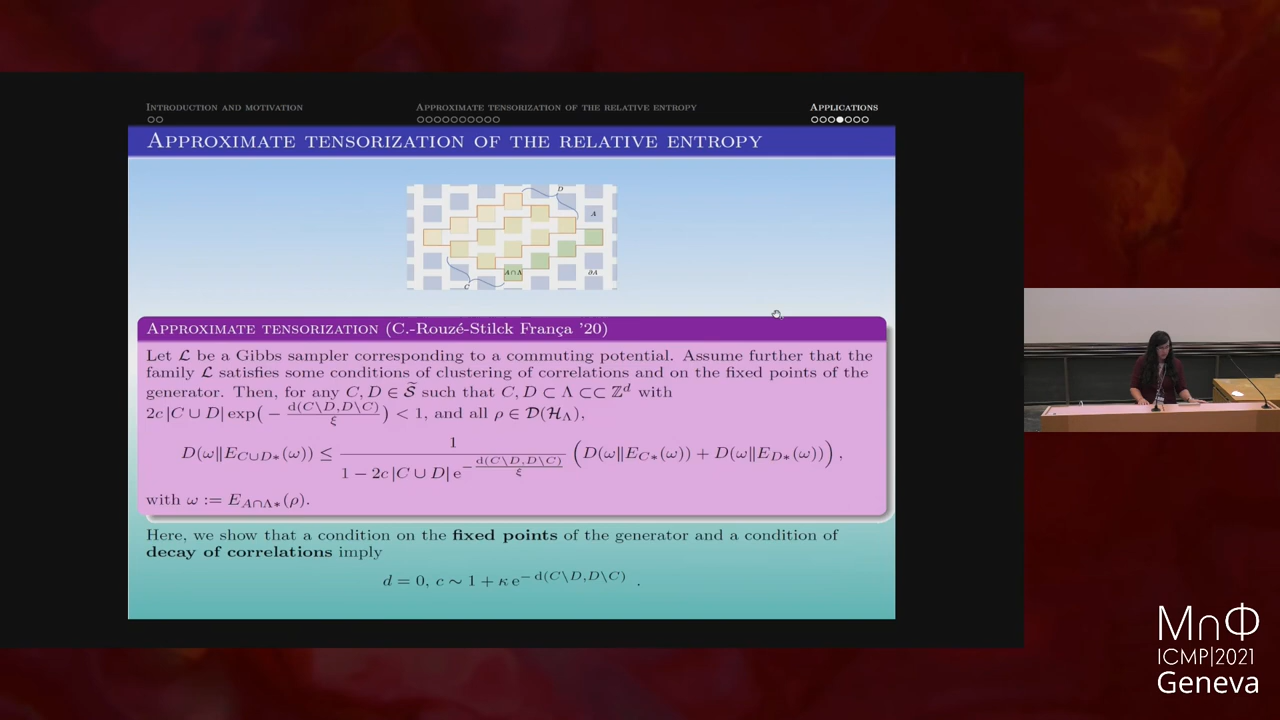 Introduction and motivation
Approximate tensorization of the relative entropy
Applications
Approximate tensorization of the relative entropy
D
A
A∩Λ
∂A
C
Approximate tensorization (C.-Rouzé-Stilck França '20)
Let 𝓛 be a Gibbs sampler corresponding to a commuting potential. Assume further that the
family 𝓛 satisfies some conditions of clustering of correlations and on the fixed points of the
generator. Then, for any C, D ∈ 𝒮̃ such that C, D ⊂ Λ ⊂⊂ ℤ^d with
2c |C ∪ D| exp(− d(C\D,D\C)/ξ) < 1, and all ρ ∈ 𝒟(ℋ_Λ),
D(ω‖E_{C∪D*}(ω)) ≤ 1/(1 − 2c |C ∪ D| e^{− d(C\D,D\C)/ξ}) (D(ω‖E_{C*}(ω)) + D(ω‖E_{D*}(ω))) ,
with ω := E_{A∩Λ*}(ρ).
Here, we show that a condition on the fixed points of the generator and a condition of
decay of correlations imply
d = 0, c ∼ 1 + κ e^{− d(C\D,D\C)} .
M∩Φ
ICMP|2021
Geneva